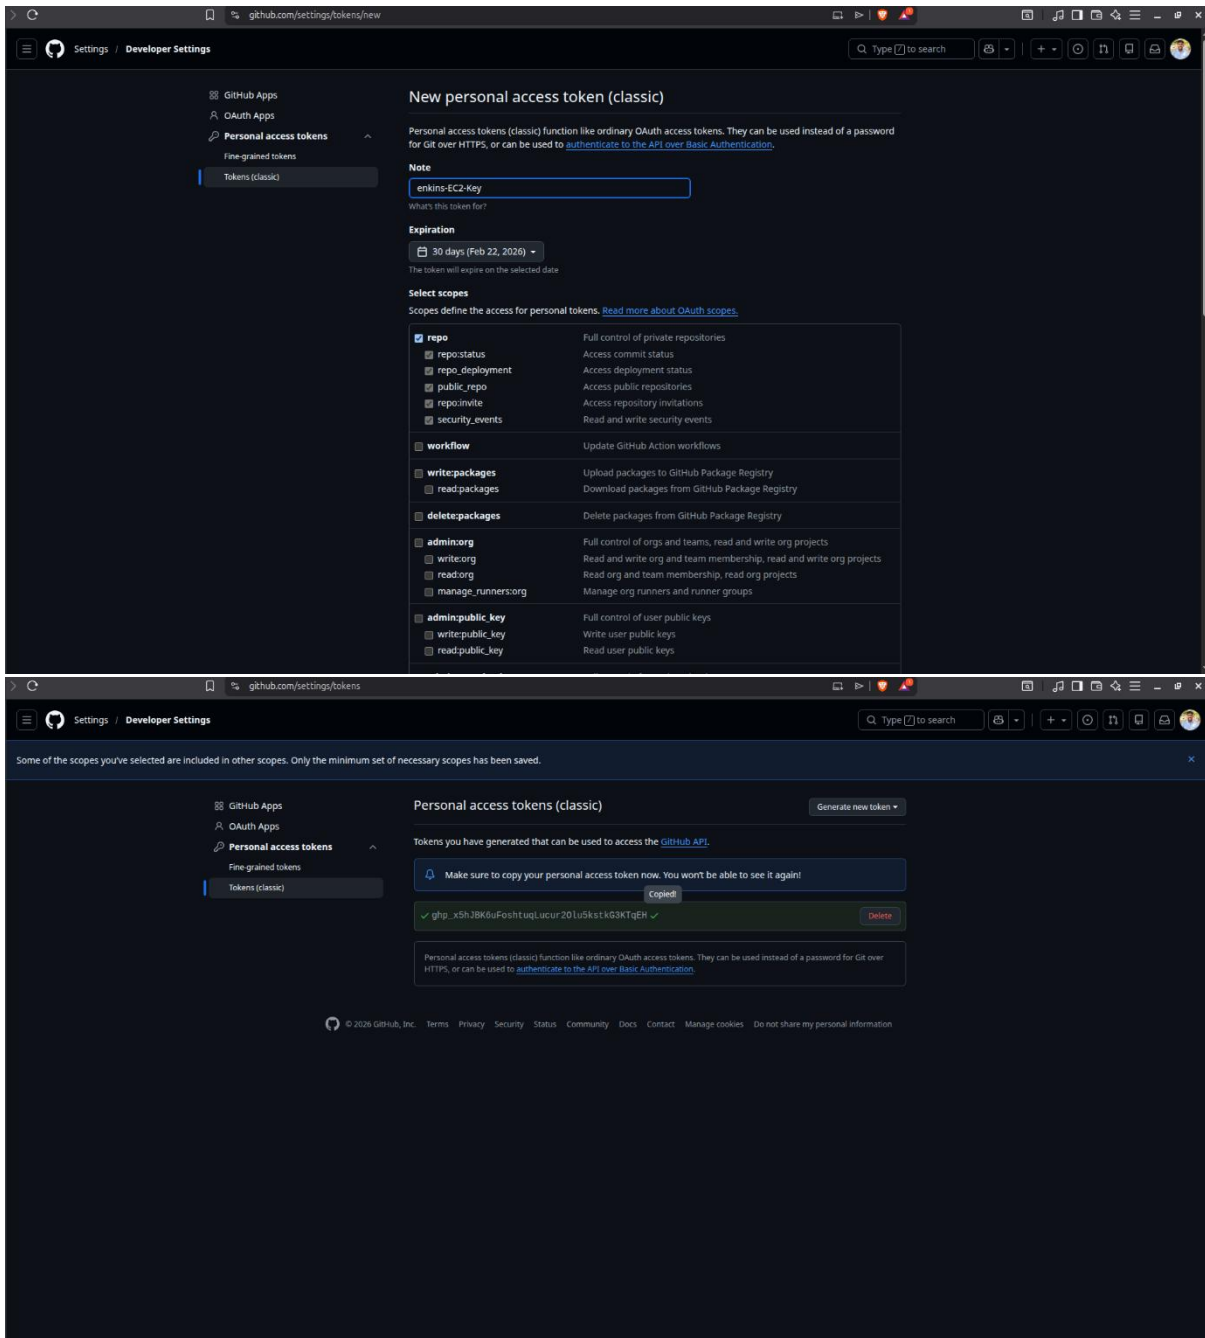 github.com/settings/tokens/new
Settings / Developer Settings
Type / to search
GitHub Apps
OAuth Apps
Personal access tokens
Fine-grained tokens
Tokens (classic)
New personal access token (classic)
Personal access tokens (classic) function like ordinary OAuth access tokens. They can be used instead of a password
for Git over HTTPS, or can be used to authenticate to the API over Basic Authentication.
Note
enkins-EC2-Key
What's this token for?
Expiration
30 days (Feb 22, 2026)
The token will expire on the selected date
Select scopes
Scopes define the access for personal tokens. Read more about OAuth scopes.
repo Full control of private repositories
repo:status Access commit status
repo_deployment Access deployment status
public_repo Access public repositories
repo:invite Access repository invitations
security_events Read and write security events
workflow Update GitHub Action workflows
write:packages Upload packages to GitHub Package Registry
read:packages Download packages from GitHub Package Registry
delete:packages Delete packages from GitHub Package Registry
admin:org Full control of orgs and teams, read and write org projects
write:org Read and write org and team membership, read and write org projects
read:org Read org and team membership, read org projects
manage_runners:org Manage org runners and runner groups
admin:public_key Full control of user public keys
write:public_key Write user public keys
read:public_key Read user public keys
github.com/settings/tokens
Settings / Developer Settings
Type / to search
Some of the scopes you've selected are included in other scopes. Only the minimum set of necessary scopes has been saved.
GitHub Apps
OAuth Apps
Personal access tokens
Fine-grained tokens
Tokens (classic)
Personal access tokens (classic)
Generate new token
Tokens you have generated that can be used to access the GitHub API.
Make sure to copy your personal access token now. You won't be able to see it again!
Copied!
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
Delete
Personal access tokens (classic) function like ordinary OAuth access tokens. They can be used instead of a password for Git over
HTTPS, or can be used to authenticate to the API over Basic Authentication.
© 2026 GitHub, Inc. Terms Privacy Security Status Community Docs Contact Manage cookies Do not share my personal information